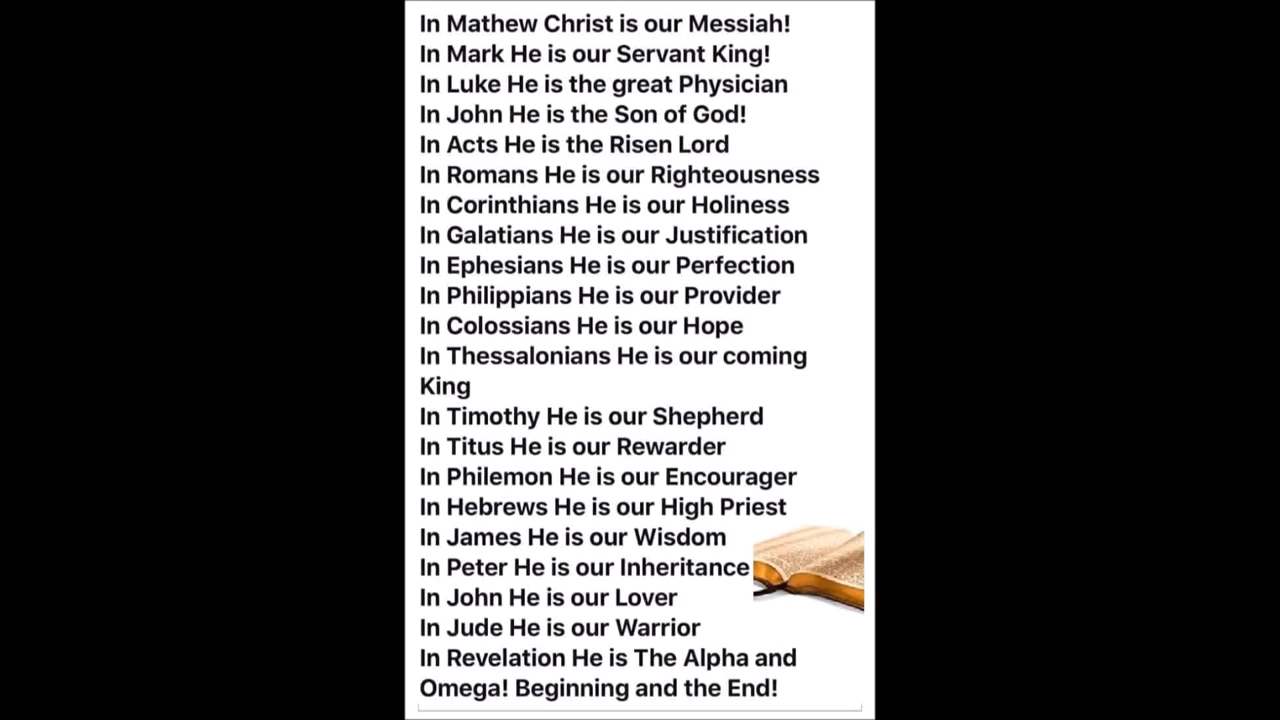 In Mathew Christ is our Messiah!
In Mark He is our Servant King!
In Luke He is the great Physician
In John He is the Son of God!
In Acts He is the Risen Lord
In Romans He is our Righteousness
In Corinthians He is our Holiness
In Galatians He is our Justification
In Ephesians He is our Perfection
In Philippians He is our Provider
In Colossians He is our Hope
In Thessalonians He is our coming
King
In Timothy He is our Shepherd
In Titus He is our Rewarder
In Philemon He is our Encourager
In Hebrews He is our High Priest
In James He is our Wisdom
In Peter He is our Inheritance
In John He is our Lover
In Jude He is our Warrior
In Revelation He is The Alpha and
Omega! Beginning and the End!